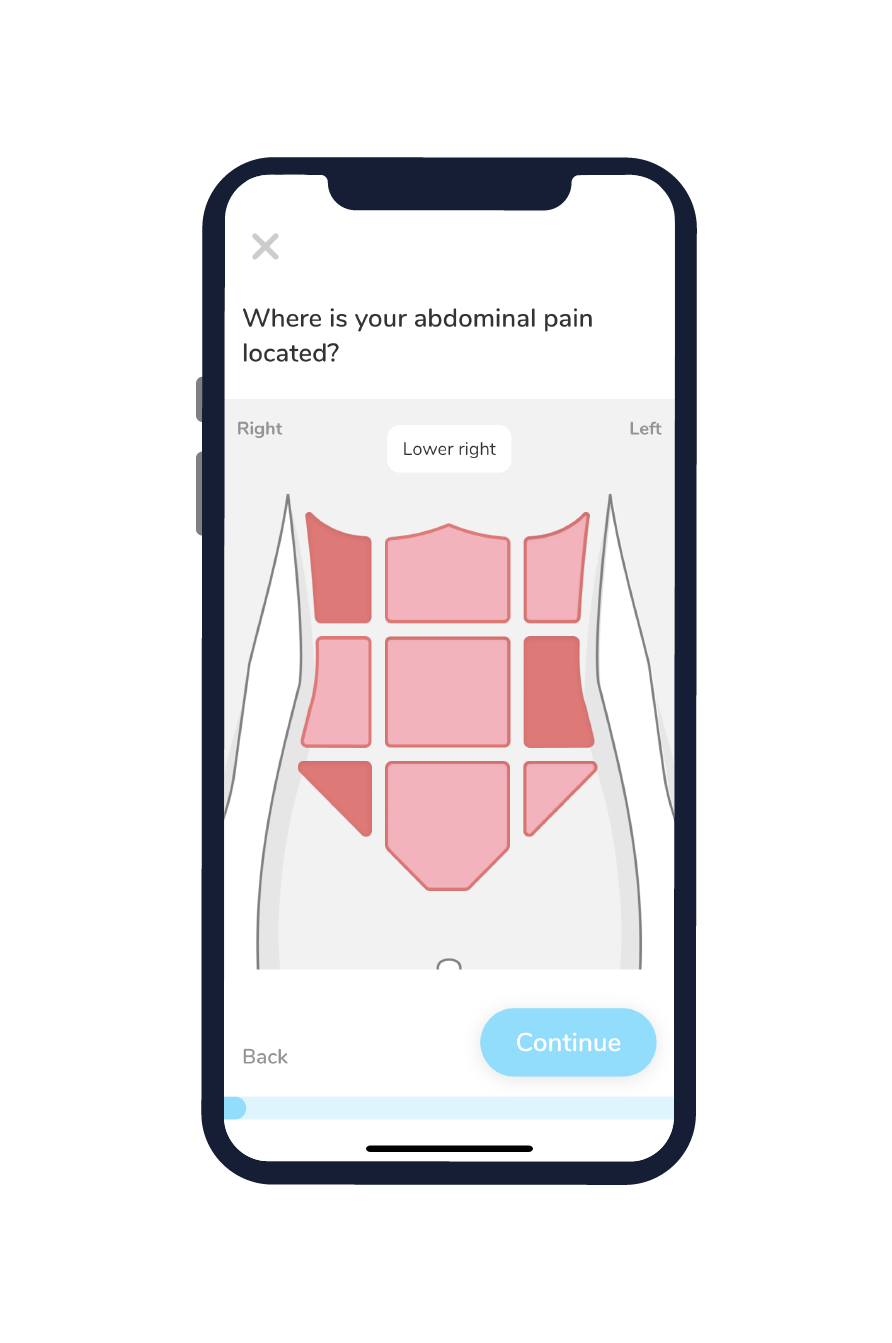 Where is your abdominal pain
located?
Right
Lower right
Left
Back
Continue